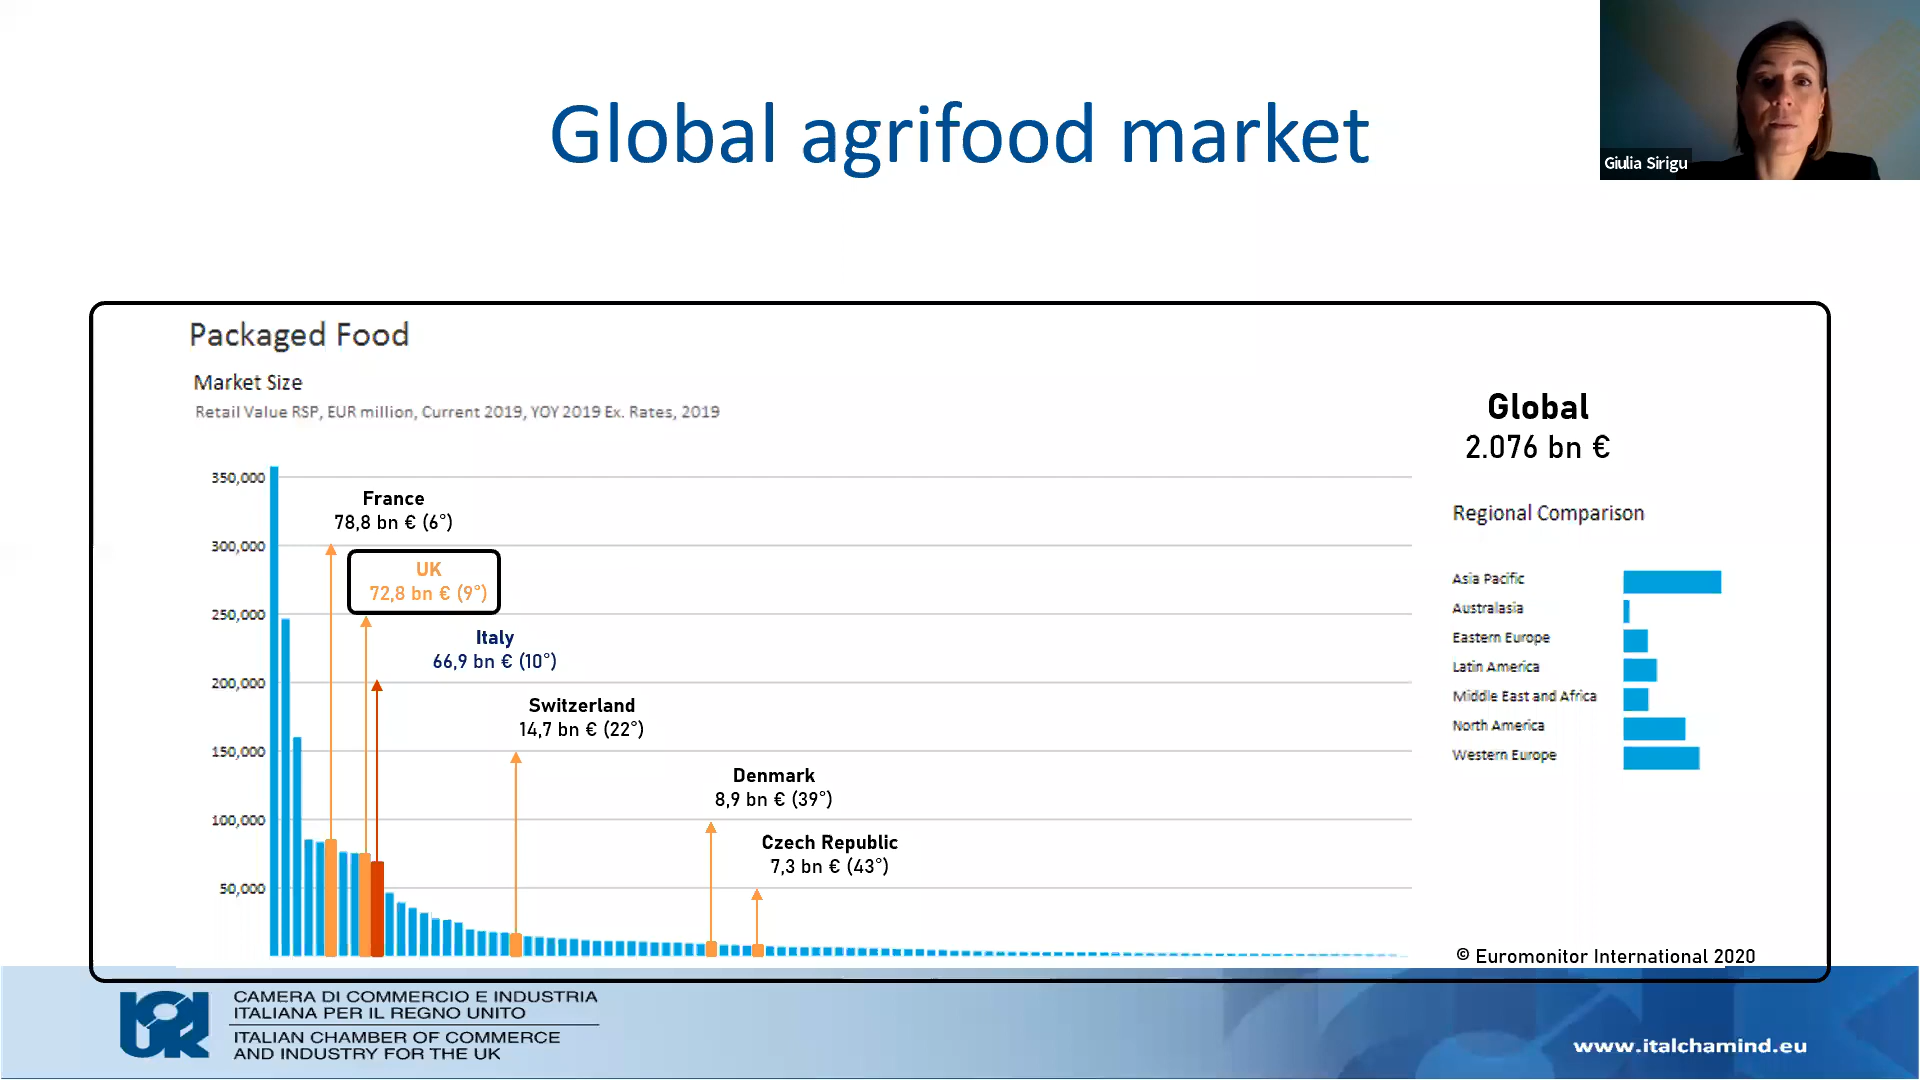 Global agrifood market
Giulia Sirigu
Packaged Food
Market Size
Retail Value RSP, EUR million, Current 2019, YOY 2019 Ex. Rates, 2019
350,000
300,000
250,000
200,000
150,000
100,000
50,000
France
78,8 bn € (6°)
UK
72,8 bn € (9°)
Italy
66,9 bn € (10°)
Switzerland
14,7 bn € (22°)
Denmark
8,9 bn € (39°)
Czech Republic
7,3 bn € (43°)
Global
2.076 bn €
Regional Comparison
Asia Pacific
Australasia
Eastern Europe
Latin America
Middle East and Africa
North America
Western Europe
© Euromonitor International 2020
CAMERA DI COMMERCIO E INDUSTRIA
ITALIANA PER IL REGNO UNITO
ITALIAN CHAMBER OF COMMERCE
AND INDUSTRY FOR THE UK
www.italchamind.eu